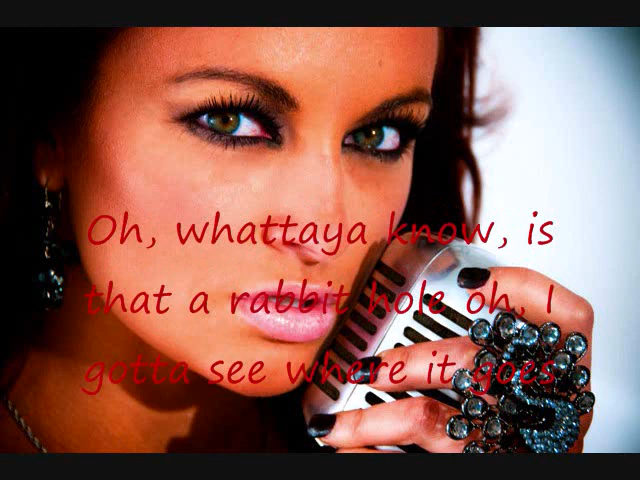 Oh, whattaya know, is
that a rabbit hole oh, I
gotta see where it goes